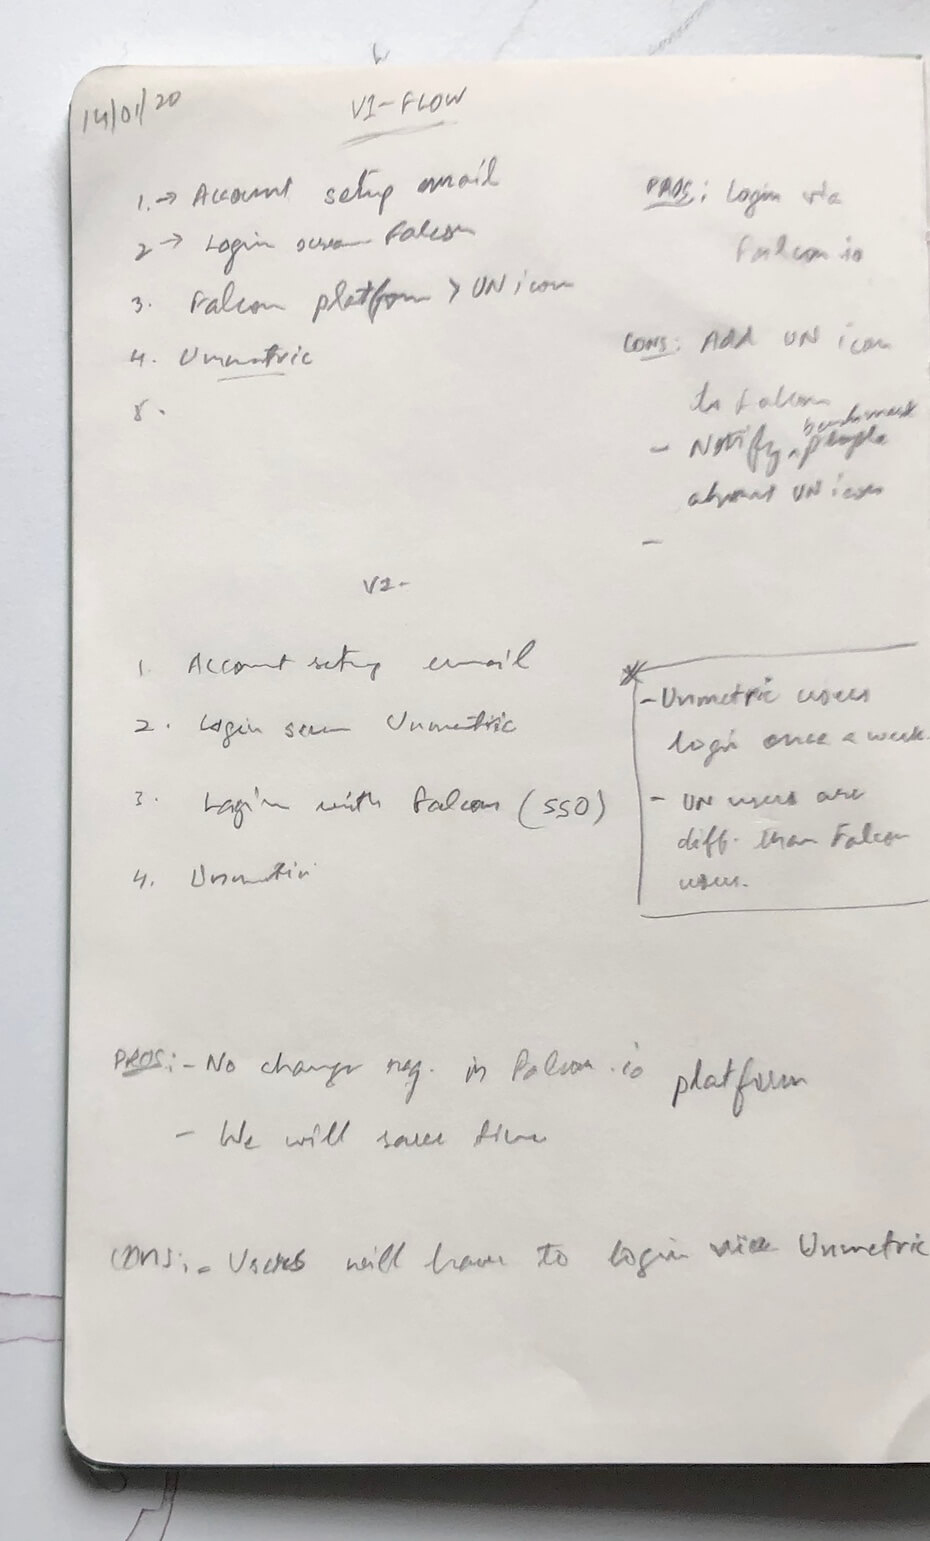 14/01/20
V1-FLOW
1.→ Account setup email
2 → Login screen Falcon
3. Falcon platform > UN icon
4. Unmetric
5.
PROS: Login via
Falcon.io
CONS: Add UN icon
to Falcon
benchmark
- Notify people
about UN icon
-
V2-
1. Account setup email
2. Login screen Unmetric
3. Login with Falcon (SSO)
4. Unmetric
- Unmetric users
login once a week.
- UN users are
diff. than Falcon
users.
PROS:- No change req. in Falcon.io platform
- We will save time
CONS:- Users will have to login via Unmetric